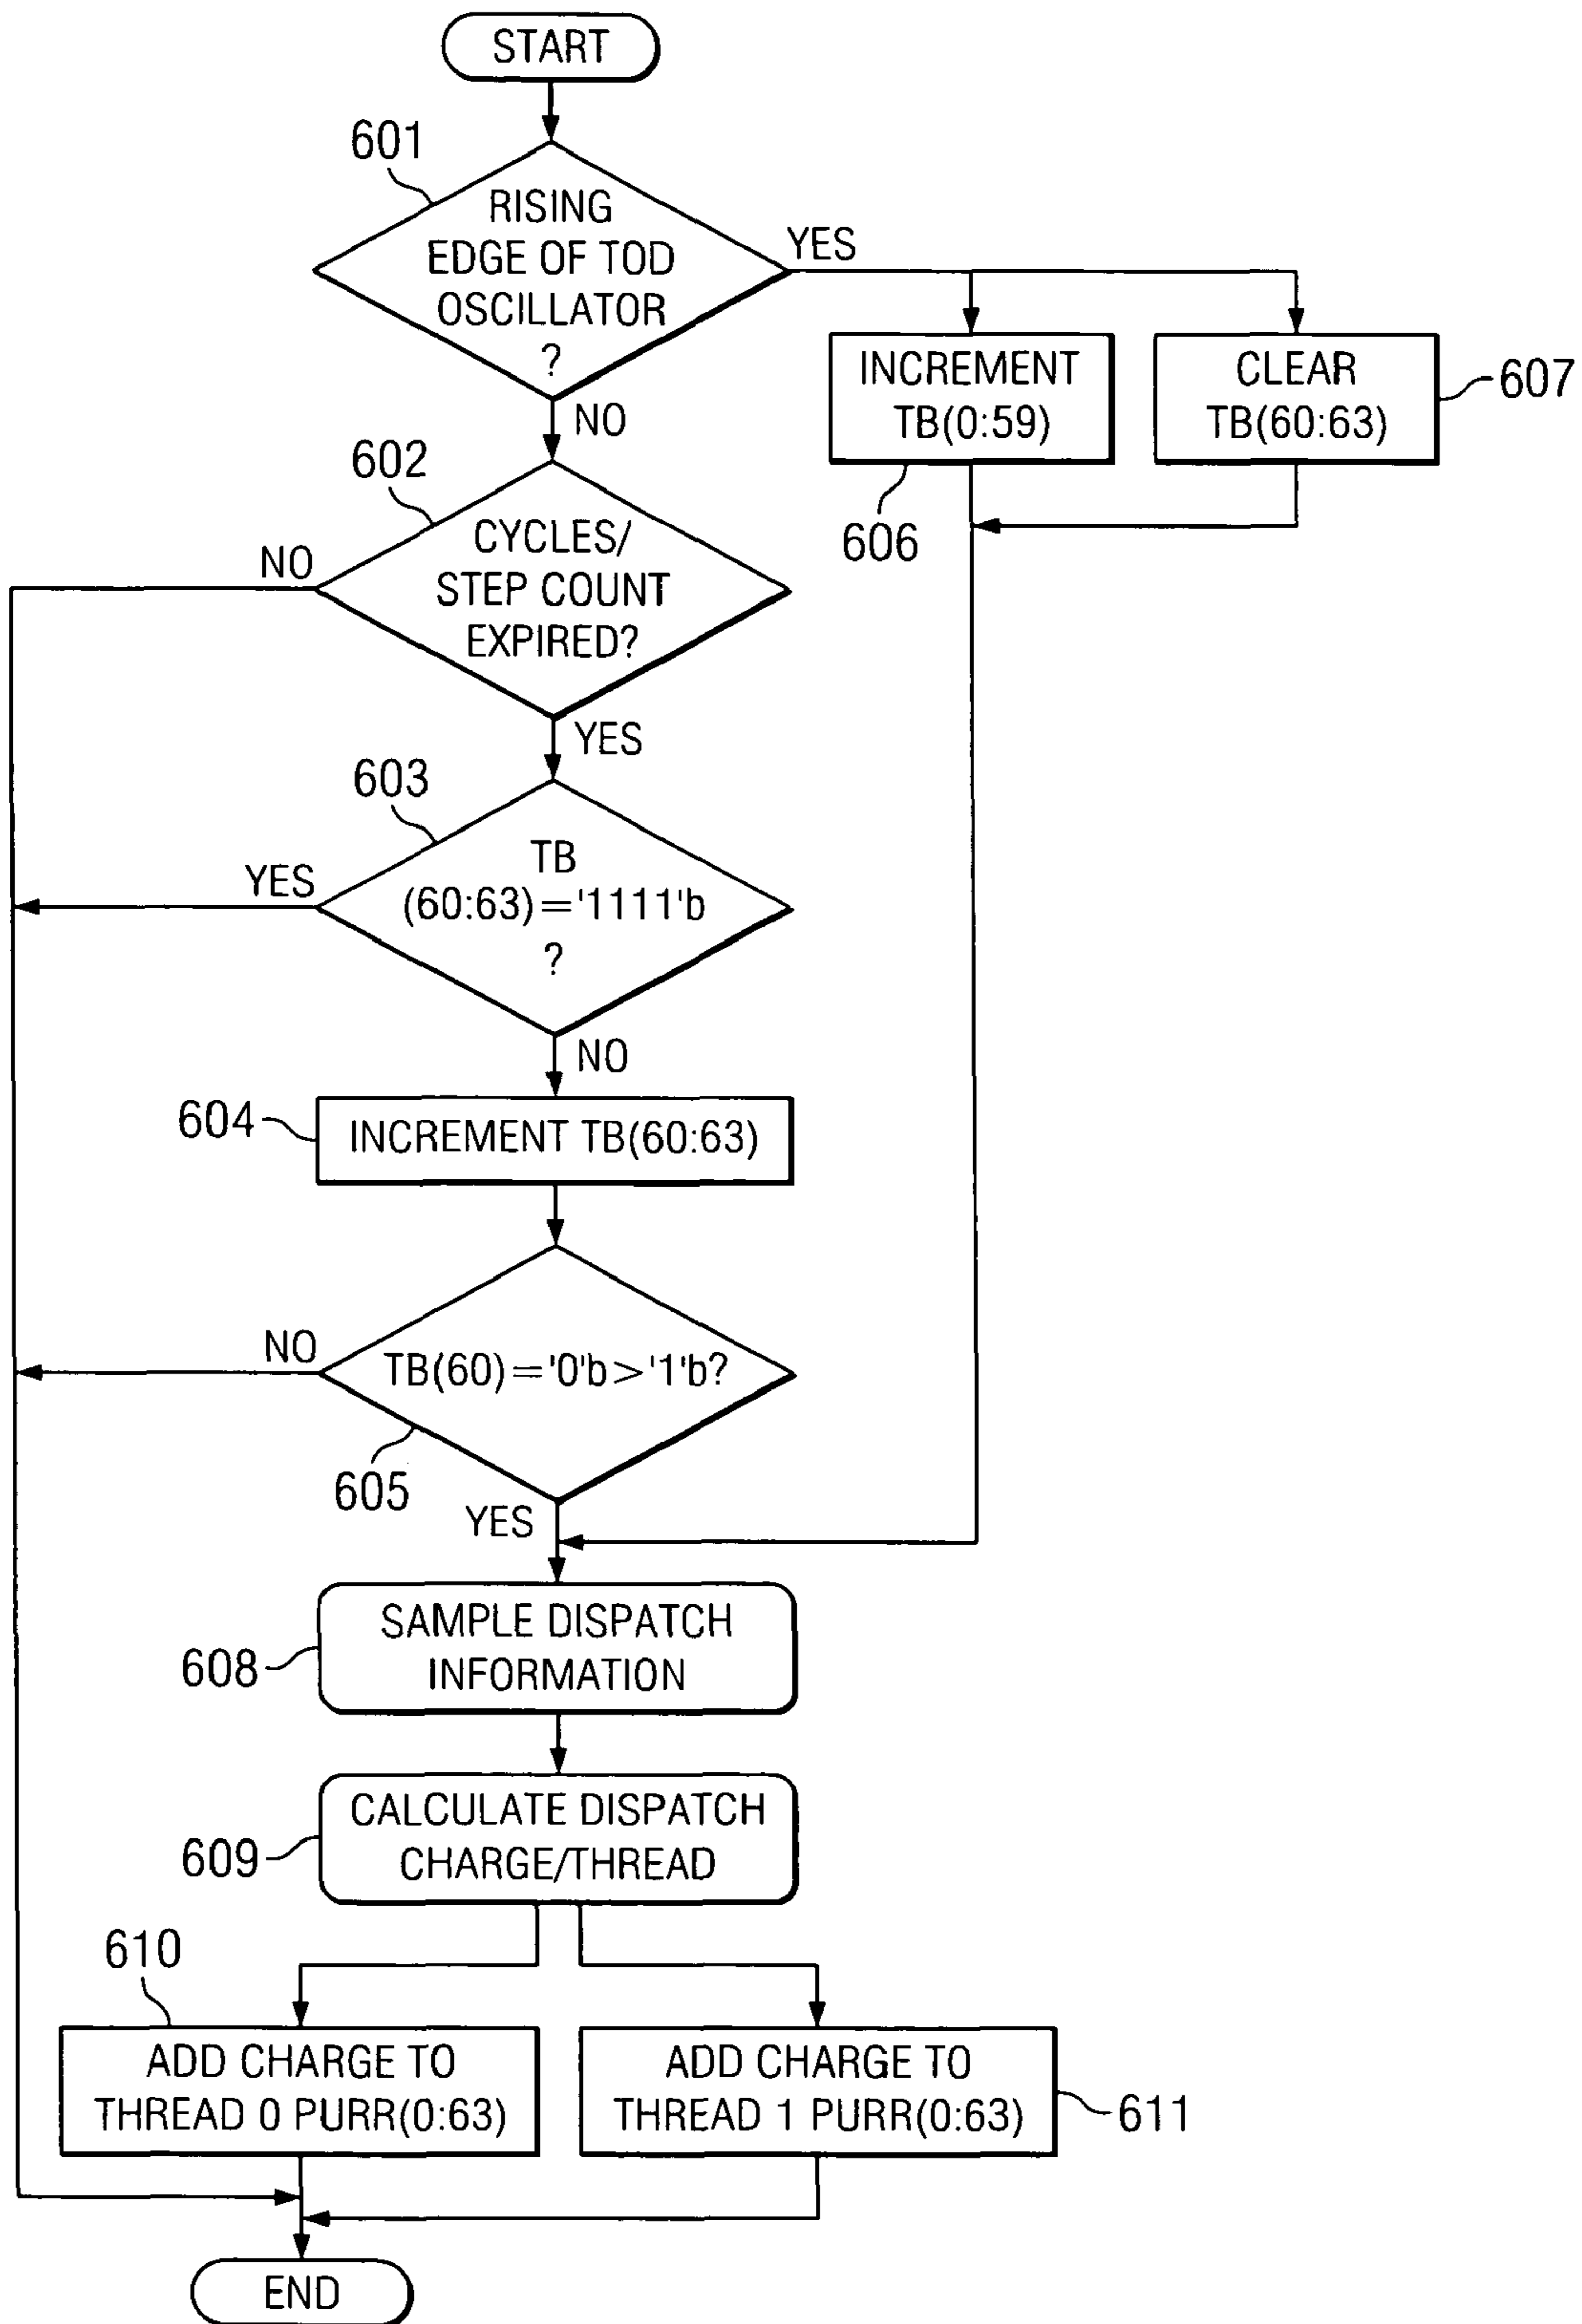 START
601
RISING
EDGE OF TOD
OSCILLATOR
?
YES
NO
INCREMENT
TB(0:59)
606
CLEAR
TB(60:63)
607
602
CYCLES/
STEP COUNT
EXPIRED?
NO
YES
603
TB
(60:63)='1111'b
?
YES
NO
604
INCREMENT TB(60:63)
TB(60)='0'b>'1'b?
NO
605
YES
SAMPLE DISPATCH
INFORMATION
608
CALCULATE DISPATCH
CHARGE/THREAD
609
610
ADD CHARGE TO
THREAD 0 PURR(0:63)
ADD CHARGE TO
THREAD 1 PURR(0:63)
611
END